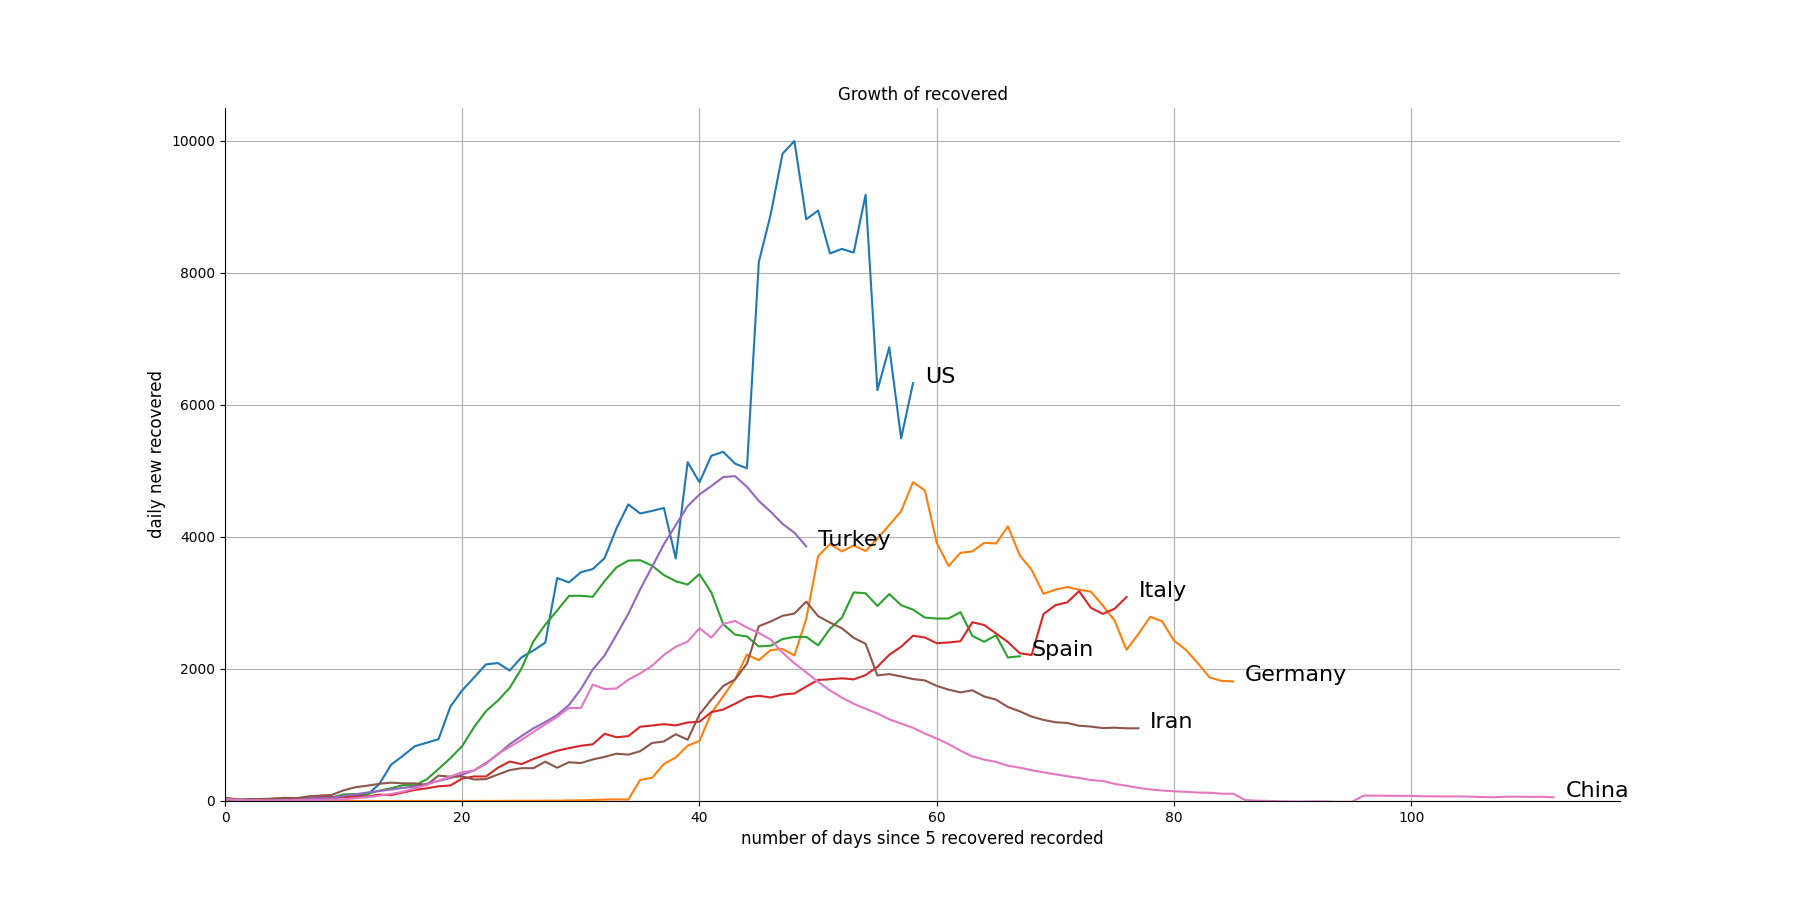 Growth of recovered
10000
8000
6000
4000
2000
0
daily new recovered
US
Turkey
Italy
Spain
Germany
Iran
China
0 20 40 60 80 100
number of days since 5 recovered recorded